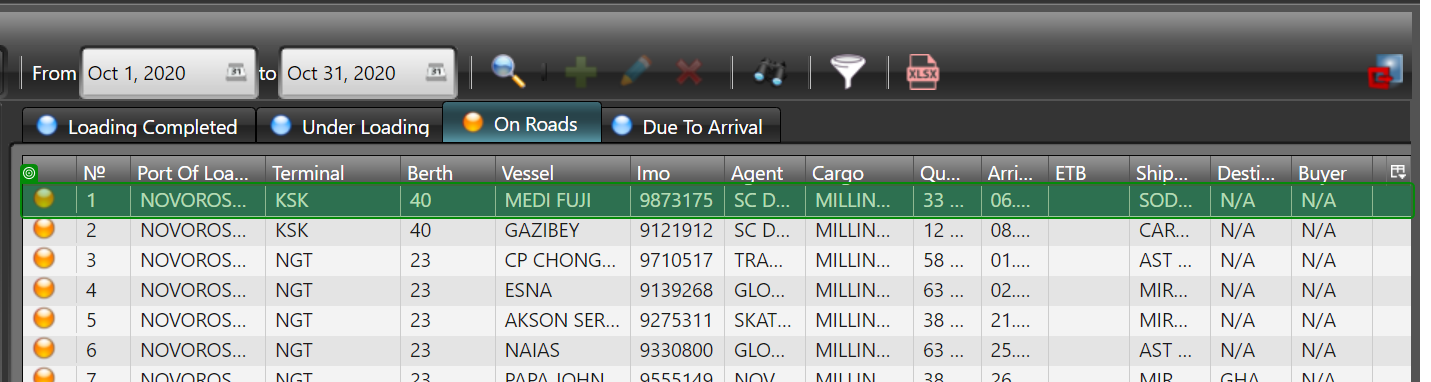 From Oct 1, 2020 31 to Oct 31, 2020 31 XLSX
Loading Completed Under Loading On Roads Due To Arrival
Nº Port Of Loa... Terminal Berth Vessel Imo Agent Cargo Qu... Arri... ETB Ship... Desti... Buyer
1 NOVOROS... KSK 40 MEDI FUJI 9873175 SC D... MILLIN... 33 ... 06.... SOD... N/A N/A
2 NOVOROS... KSK 40 GAZIBEY 9121912 SC D... MILLIN... 12 ... 08.... CAR... N/A N/A
3 NOVOROS... NGT 23 CP CHONG... 9710517 TRA... MILLIN... 58 ... 01.... AST ... N/A N/A
4 NOVOROS... NGT 23 ESNA 9139268 GLO... MILLIN... 63 ... 02.... MIR... N/A N/A
5 NOVOROS... NGT 23 AKSON SER... 9275311 SKAT... MILLIN... 38 ... 21.... MIR... N/A N/A
6 NOVOROS... NGT 23 NAIAS 9330800 GLO... MILLIN... 63 ... 25.... AST ... N/A N/A
7 NOVOROS... NGT 23 PAPA JOHN 9555149 NOV... MILLIN... 38 ... 26.... MIR... GHA... N/A